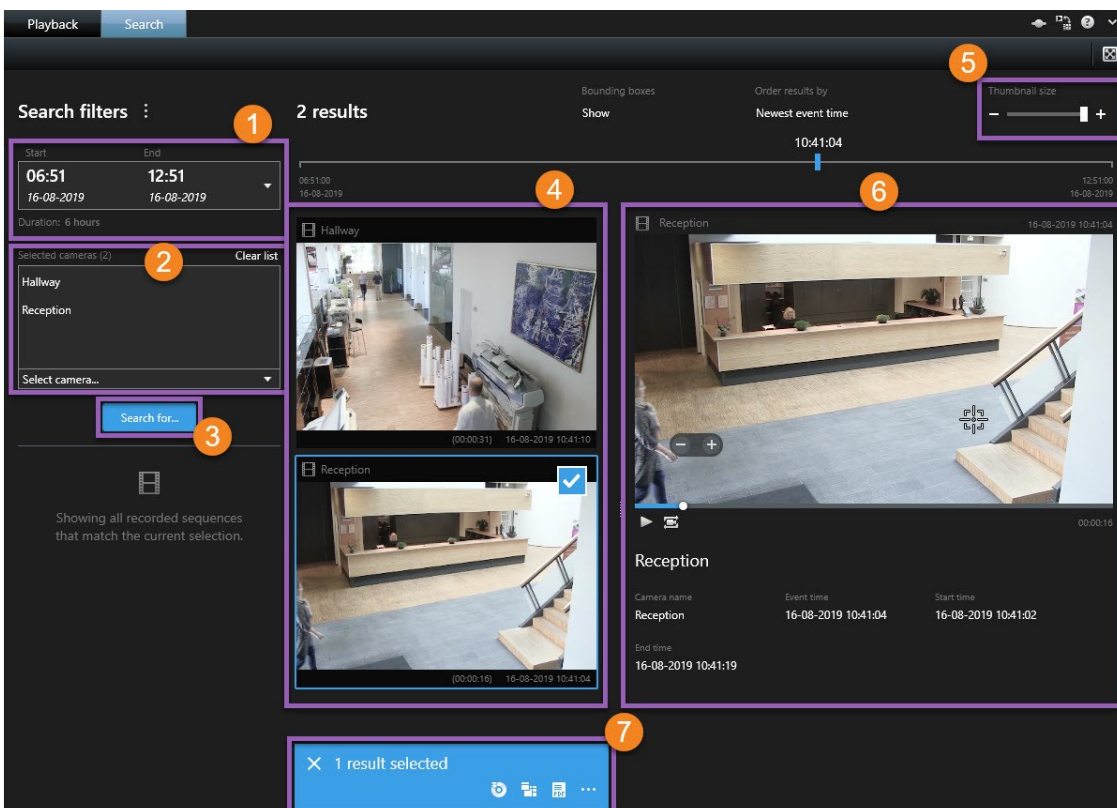 Playback Search
5
Search filters
1
2 results
Bounding boxes
Show
Order results by
Newest event time
Thumbnail size
10:41:04
06:51:00
16-08-2019
12:51:00
16-08-2019
Start End
06:51 12:51
16-08-2019 16-08-2019
Duration: 6 hours
2
Selected cameras (2) Clear list
Hallway
Reception
Select camera...
Search for...
3
Showing all recorded sequences
that match the current selection.
4
Hallway
(00:00:31) 16-08-2019 10:41:10
Reception
(00:00:16) 16-08-2019 10:41:04
6
Reception 16-08-2019 10:41:04
00:00:16
Reception
Camera name Event time Start time
Reception 16-08-2019 10:41:04 16-08-2019 10:41:02
End time
16-08-2019 10:41:19
7
1 result selected
PDF